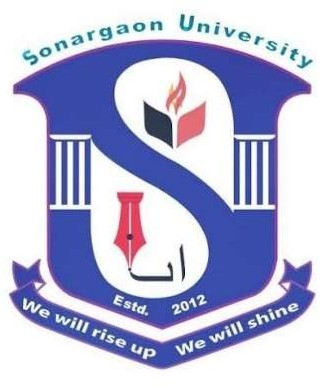 Sonargaon University
Estd. 2012
We will rise up We will shine